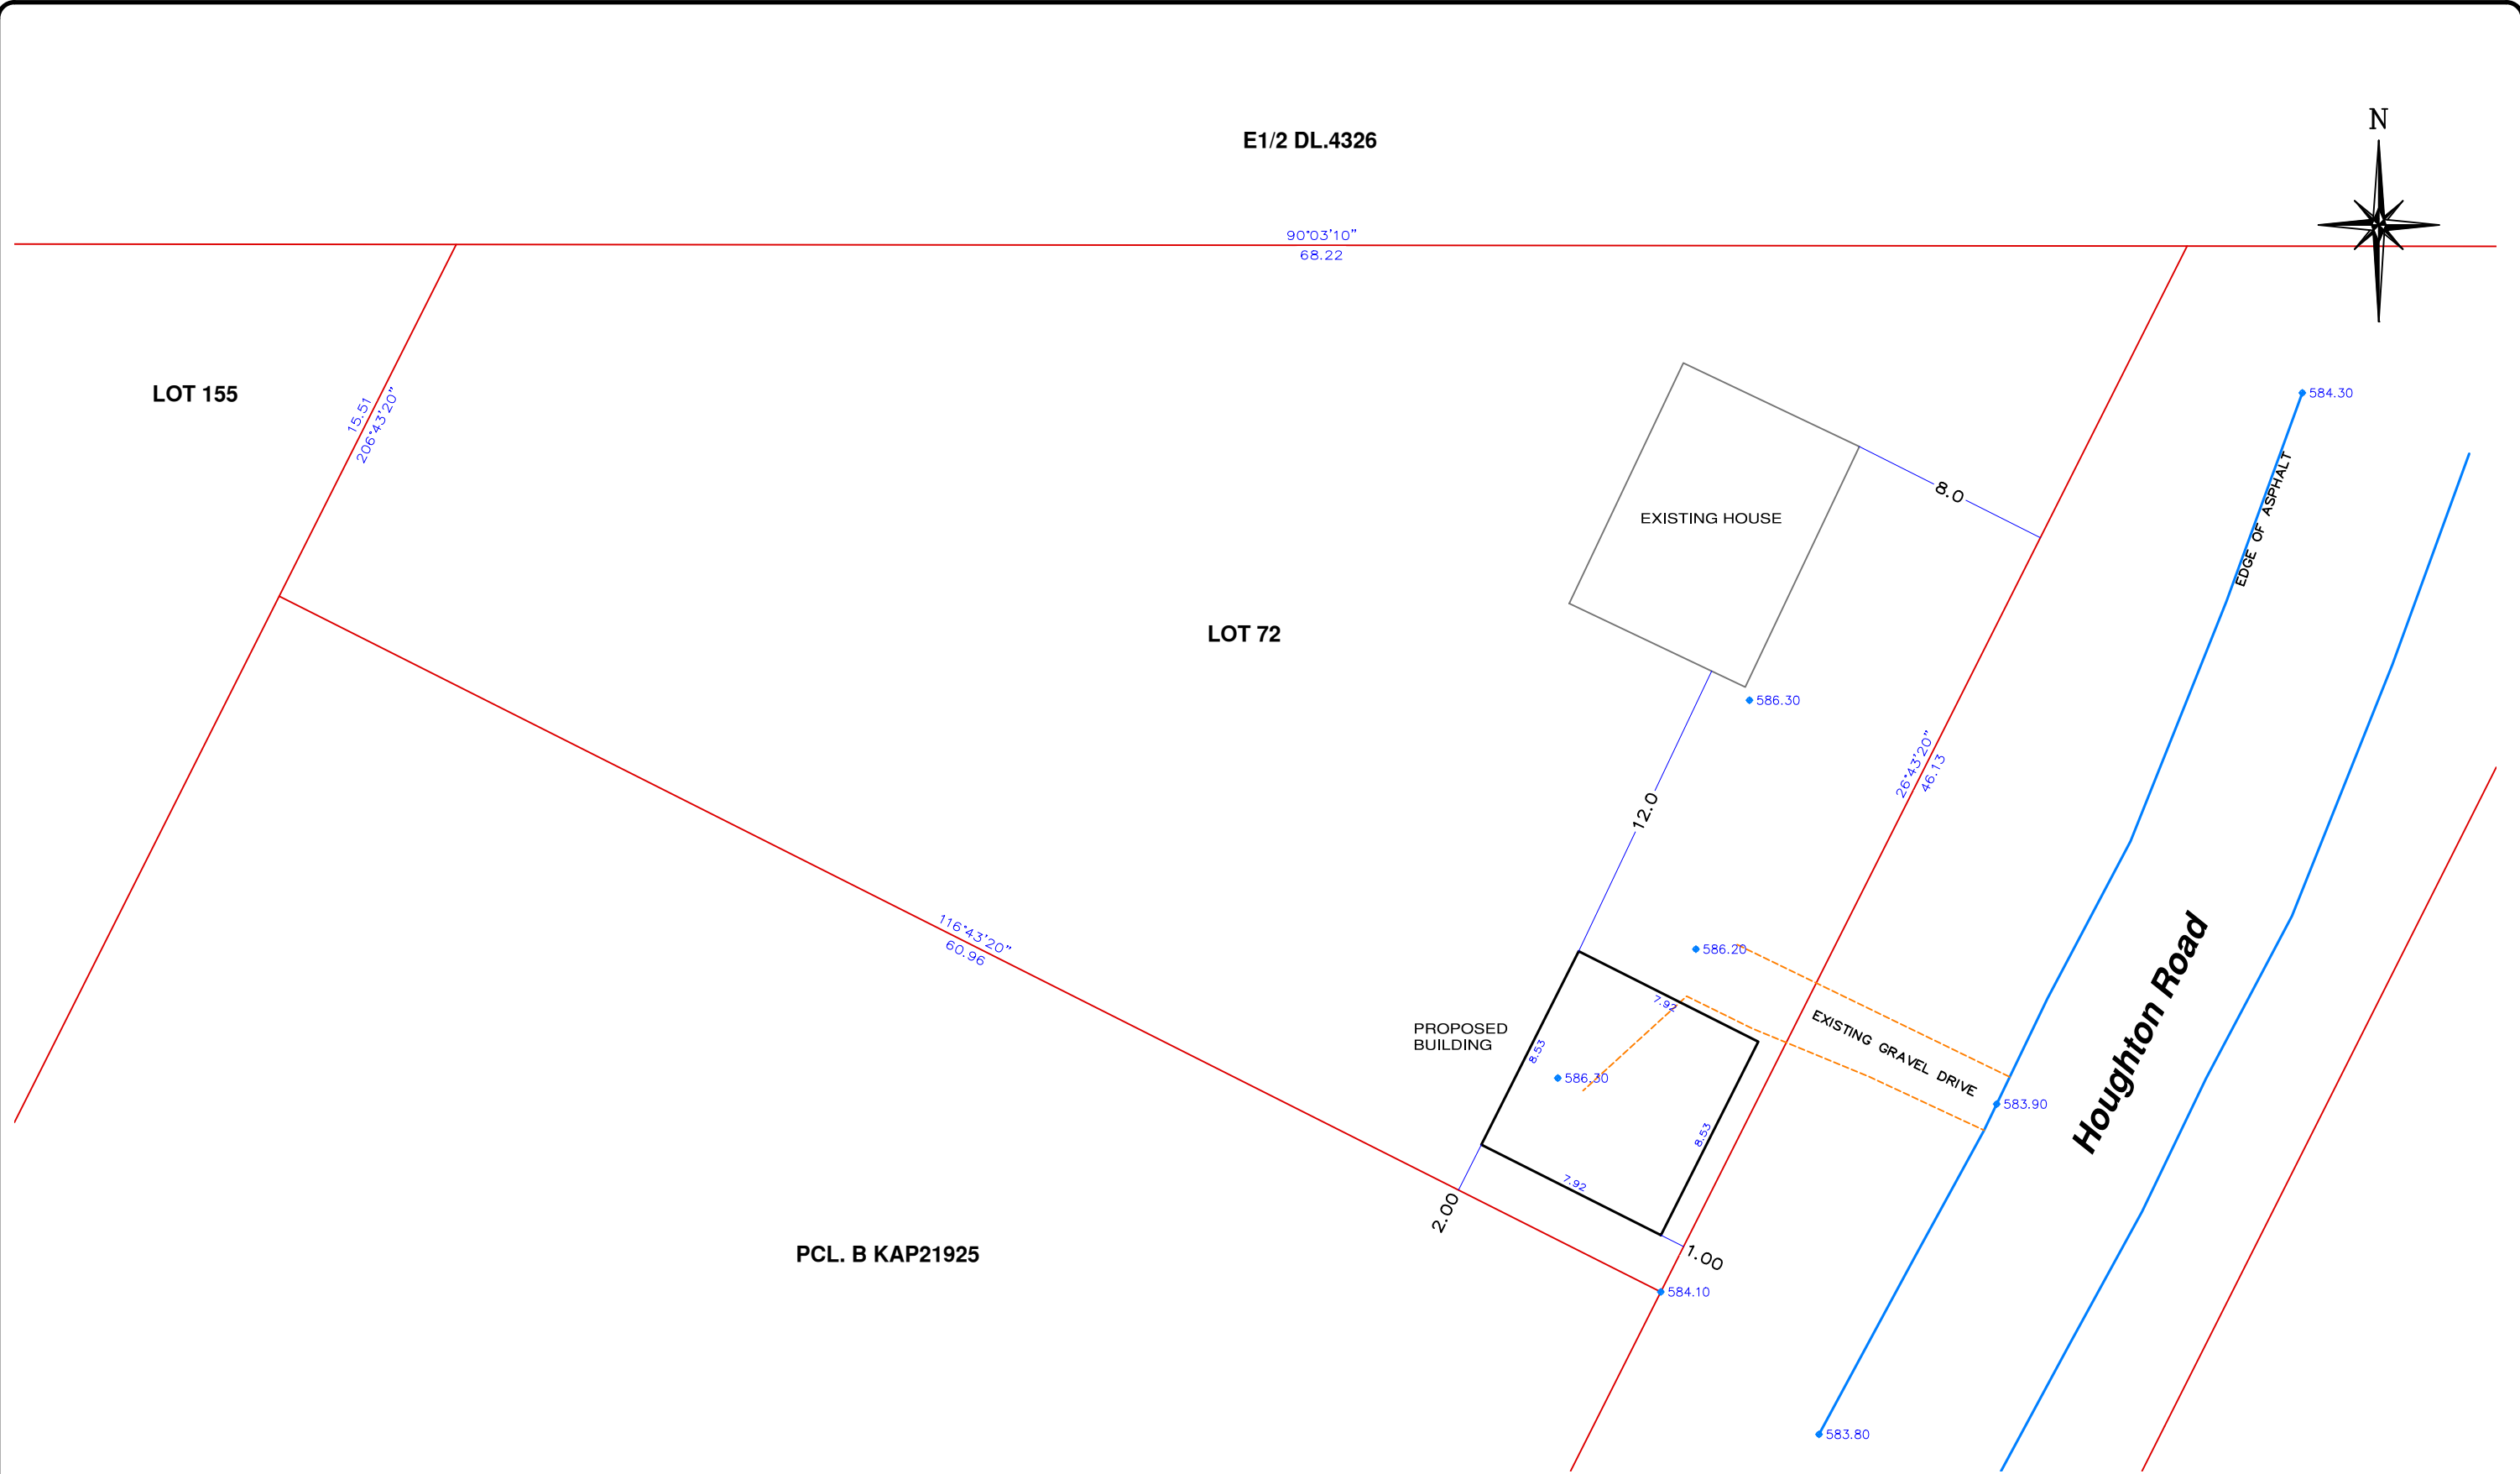 N
E1/2 DL.4326
90°03'10"
68.22
LOT 155
15.51
206°43'20"
584.30
EDGE OF ASPHALT
8.0
EXISTING HOUSE
LOT 72
586.30
26°43'20"
46.13
12.0
116°43'20"
60.96
586.20
Houghton Road
7.92
EXISTING GRAVEL DRIVE
PROPOSED
BUILDING
8.53
586.30
583.90
8.53
7.92
2.00
1.00
PCL. B KAP21925
584.10
583.80